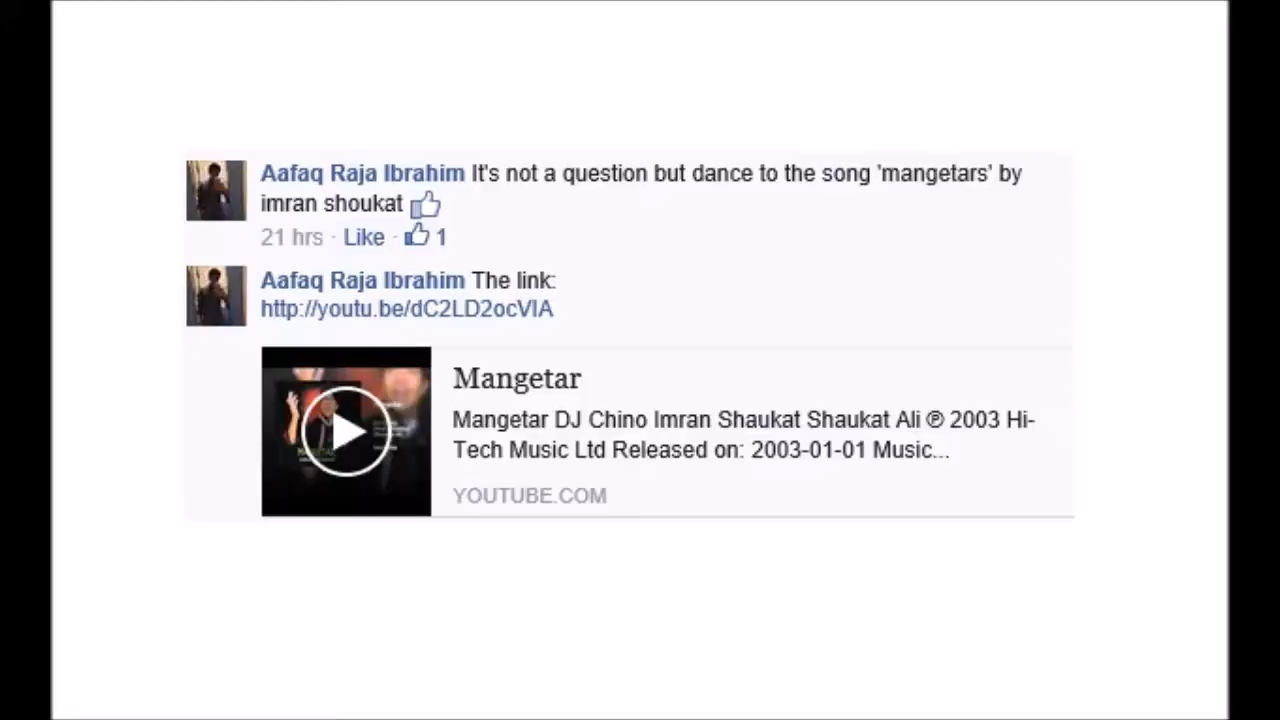 Aafaq Raja Ibrahim It's not a question but dance to the song 'mangetars' by
imran shoukat
21 hrs · Like · 1
Aafaq Raja Ibrahim The link:
http://youtu.be/dC2LD2ocVIA
Mangetar
Mangetar DJ Chino Imran Shaukat Shaukat Ali ℗ 2003 Hi-
Tech Music Ltd Released on: 2003-01-01 Music...
YOUTUBE.COM